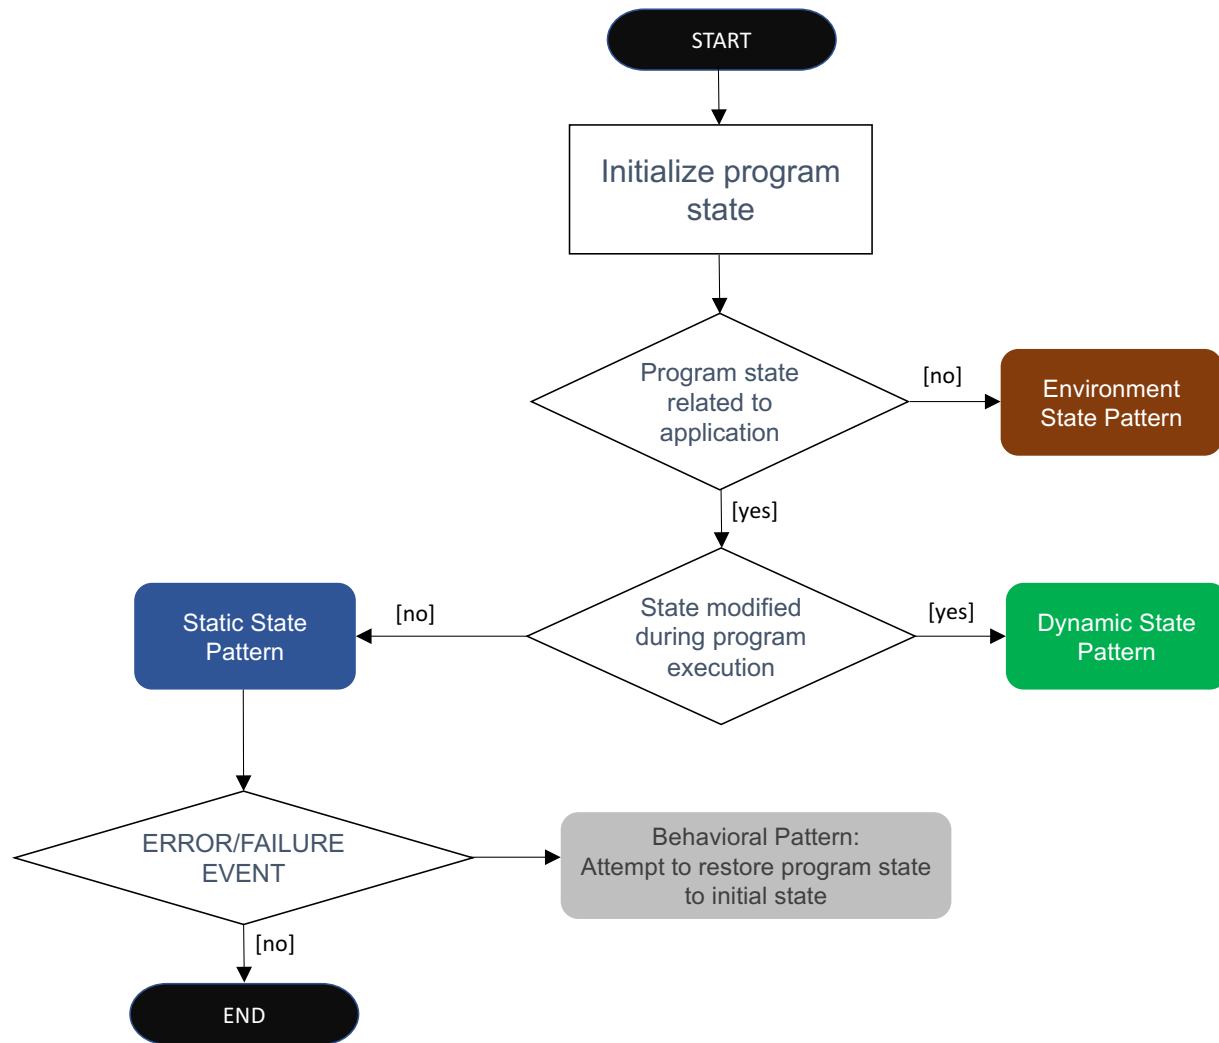 START
Initialize program
state
Program state
related to
application
[no]
Environment
State Pattern
[yes]
Static State
Pattern
[no]
State modified
during program
execution
[yes]
Dynamic State
Pattern
ERROR/FAILURE
EVENT
Behavioral Pattern:
Attempt to restore program state
to initial state
[no]
END